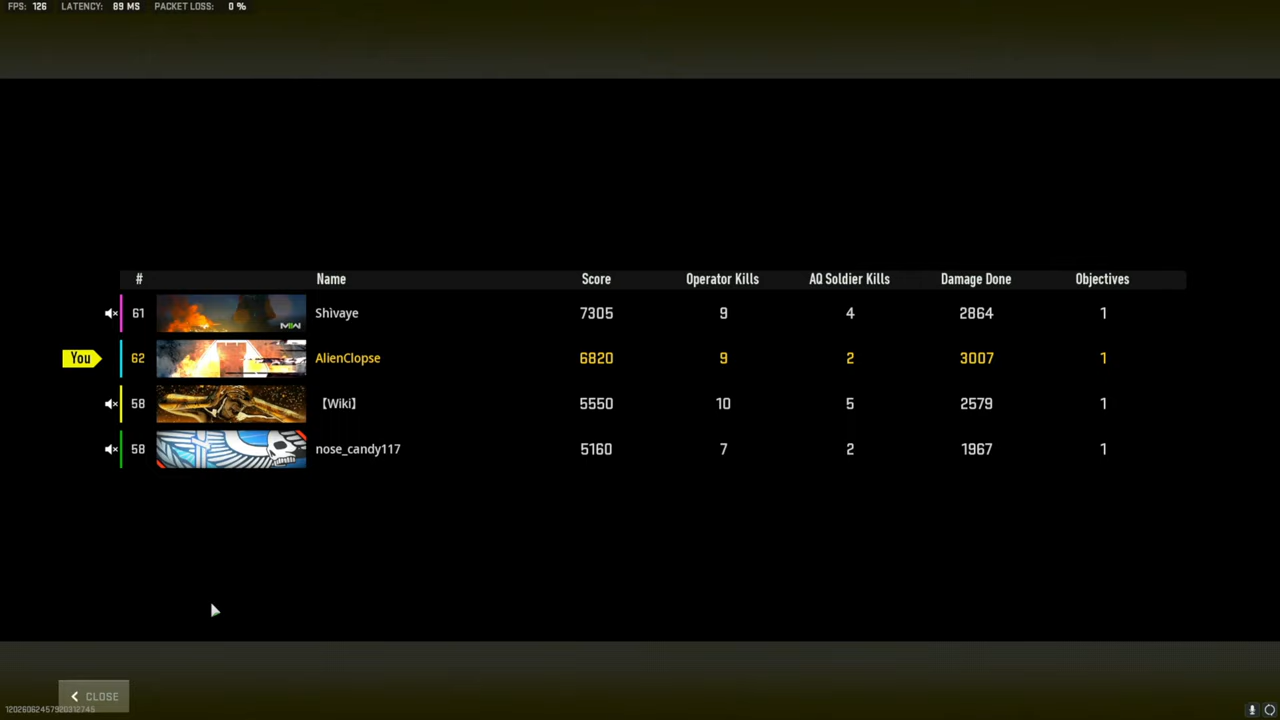 FPS: 126 LATENCY: 89 MS PACKET LOSS: 0 %
# Name Score Operator Kills AQ Soldier Kills Damage Done Objectives
61 MWII Shivaye 7305 9 4 2864 1
You 62 AlienClopse 6820 9 2 3007 1
58 【Wiki】 5550 10 5 2579 1
58 nose_candy117 5160 7 2 1967 1
CLOSE